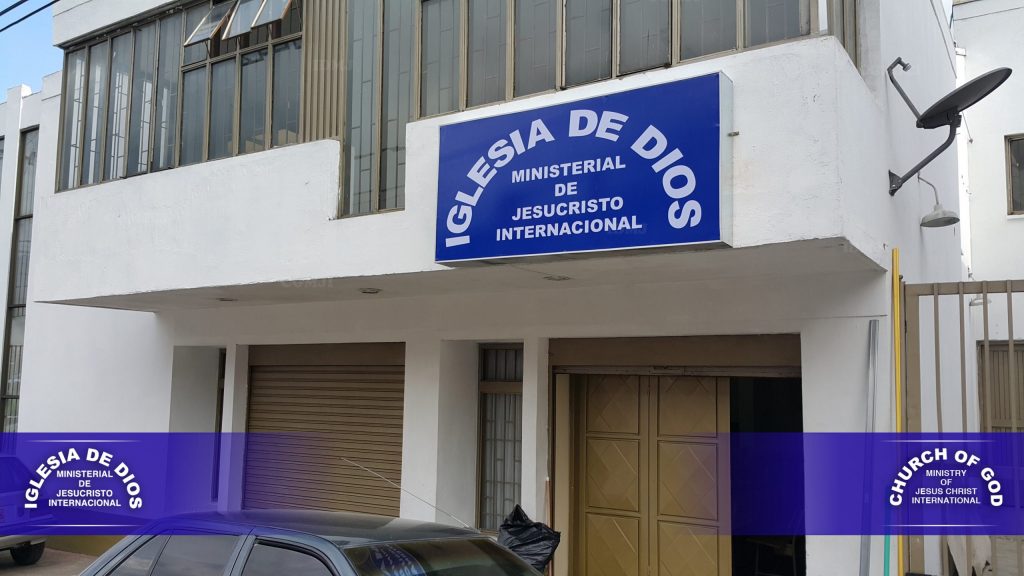 IGLESIA DE DIOS
MINISTERIAL
DE
JESUCRISTO
INTERNACIONAL
IGLESIA DE DIOS
MINISTERIAL
DE
JESUCRISTO
INTERNACIONAL
CHURCH OF GOD
MINISTRY
OF
JESUS CHRIST
INTERNATIONAL